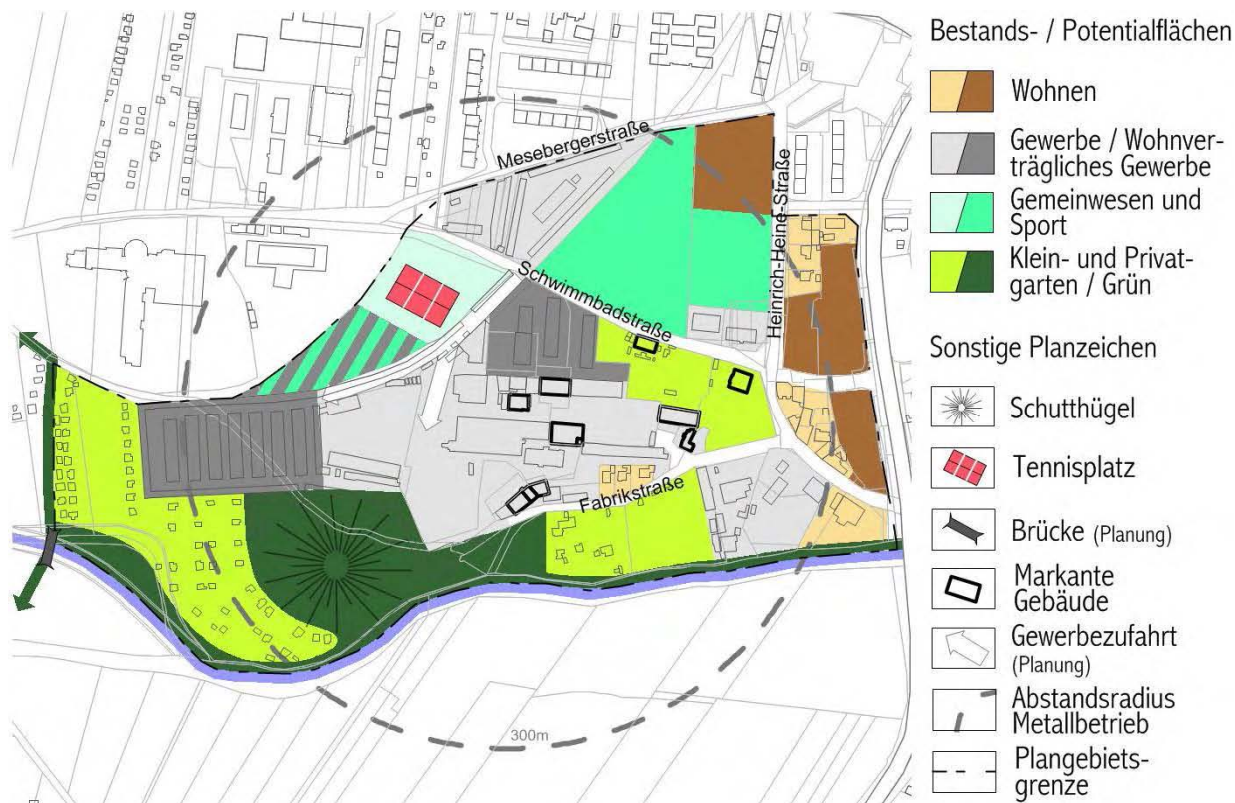 Bestands- / Potentialflächen
Wohnen
Gewerbe / Wohnver-
trägliches Gewerbe
Gemeinwesen und
Sport
Klein- und Privat-
garten / Grün
Sonstige Planzeichen
Schutthügel
Tennisplatz
Brücke (Planung)
Markante
Gebäude
Gewerbezufahrt
(Planung)
Abstandsradius
Metallbetrieb
Plangebiets-
grenze
Mesebergerstraße
Heinrich-Heine-Straße
Schwimmbadstraße
Fabrikstraße
300m